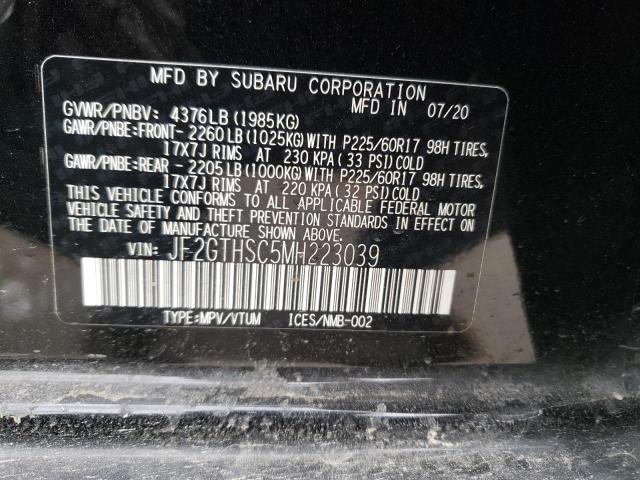 MFD BY SUBARU CORPORATION
MFD IN 07/20
GVWR/PNBV: 4376LB (1985KG)
GAWR/PNBE:FRONT- 2260LB (1025KG) WITH P225/60R17 98H TIRES,
17X7J RIMS AT 230 KPA (33 PSI) COLD
GAWR/PNBE:REAR - 2205LB (1000KG) WITH P225/60R17 98H TIRES,
17X7J RIMS AT 220 KPA (32 PSI) COLD
THIS VEHICLE CONFORMS TO ALL APPLICABLE FEDERAL MOTOR
VEHICLE SAFETY AND THEFT PREVENTION STANDARDS IN EFFECT ON
THE DATE OF MANUFACTURE SHOWN ABOVE.
VIN: JF2GTHSC5MH223039
TYPE:MPV/VTUM ICES/NMB-002